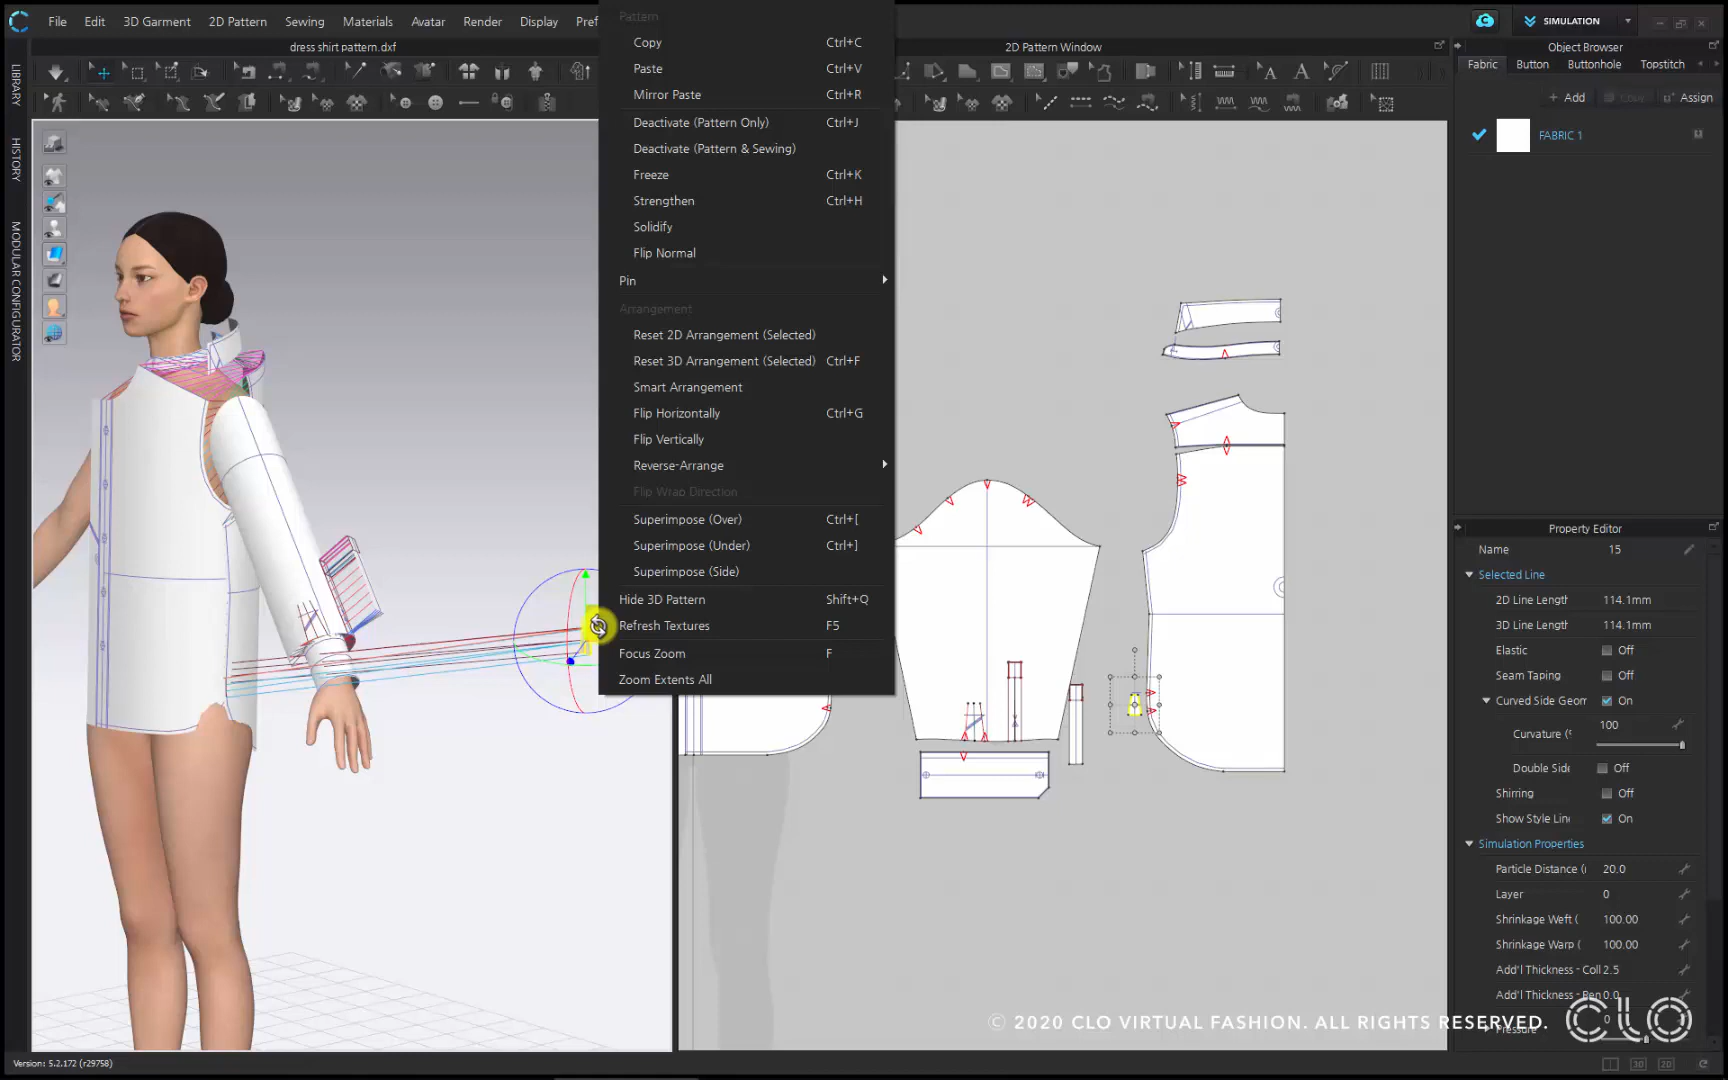 File Edit 3D Garment 2D Pattern Sewing Materials Avatar Render Display Pref
SIMULATION
dress shirt pattern.dxf
2D Pattern Window
Object Browser
Fabric Button Buttonhole Topstitch
+ Add Copy Assign
FABRIC 1
LIBRARY
HISTORY
MODULAR CONFIGURATOR
Pattern
Copy Ctrl+C
Paste Ctrl+V
Mirror Paste Ctrl+R
Deactivate (Pattern Only) Ctrl+J
Deactivate (Pattern & Sewing)
Freeze Ctrl+K
Strengthen Ctrl+H
Solidify
Flip Normal
Pin
Arrangement
Reset 2D Arrangement (Selected)
Reset 3D Arrangement (Selected) Ctrl+F
Smart Arrangement
Flip Horizontally Ctrl+G
Flip Vertically
Reverse-Arrange
Flip Wrap Direction
Superimpose (Over) Ctrl+[
Superimpose (Under) Ctrl+]
Superimpose (Side)
Hide 3D Pattern Shift+Q
Refresh Textures F5
Focus Zoom F
Zoom Extents All
Property Editor
Name 15
Selected Line
2D Line Length 114.1mm
3D Line Length 114.1mm
Elastic Off
Seam Taping Off
Curved Side Geom On
Curvature (% 100
Double Side Off
Shirring Off
Show Style Line On
Simulation Properties
Particle Distance (r 20.0
Layer 0
Shrinkage Weft ( 100.00
Shrinkage Warp ( 100.00
Add'l Thickness - Coll 2.5
Add'l Thickness - Ren 0.0
Pressure 0
© 2020 CLO VIRTUAL FASHION. ALL RIGHTS RESERVED. CLO
Version: 5.2.172 (r29758)
3D 2D